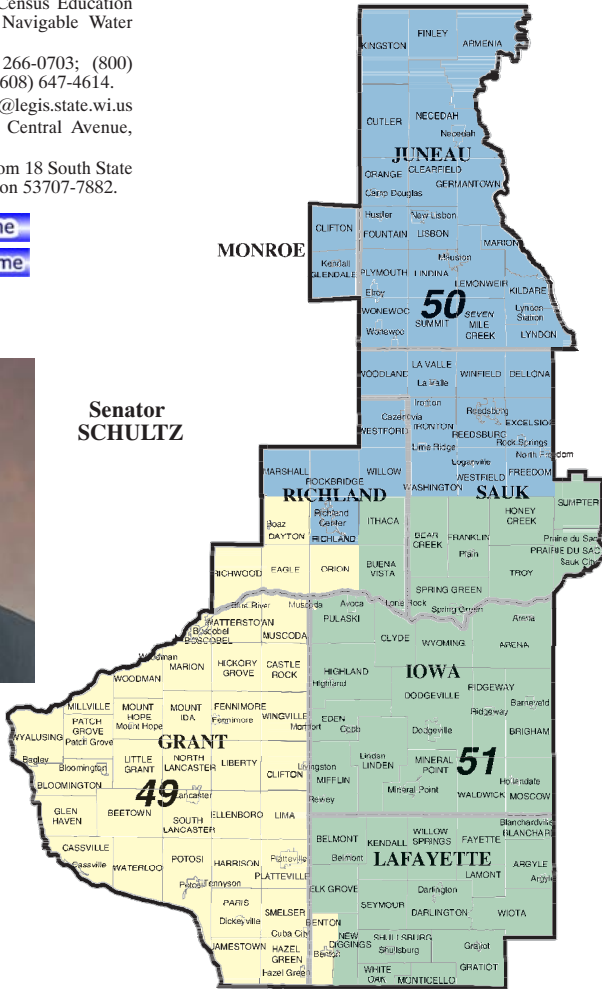 Census Education
Navigable Water
266-0703; (800)
(608) 647-4614.
@legis.state.wi.us
Central Avenue,
om 18 South State
on 53707-7882.
ne
me
Senator
SCHULTZ
MONROE
KINGSTON
FINLEY
ARMENIA
CUTLER
NECEDAH
Necedah
JUNEAU
CLEARFIELD
ORANGE
GERMANTOWN
Camp Douglas
Hustler
New Lisbon
CLIFTON
FOUNTAIN
LISBON
MARION
Mauston
Kendall
GLENDALE
PLYMOUTH
LINDINA
LEMONWEIR
KILDARE
Elroy
50
Lyndon
Station
WONEWOC
SUMMIT
SEVEN
MILE
CREEK
Wonewoc
LYNDON
WOODLAND
LA VALLE
La Valle
WINFIELD
DELLONA
Ironton
Cazenovia
Reedsburg
WESTFORD
IRONTON
REEDSBURG
EXCELSIO
Lime Ridge
Rock Springs
North Freedom
Loganville
MARSHALL
ROCKBRIDGE
WILLOW
WASHINGTON
WESTFIELD
FREEDOM
RICHLAND
SAUK
Richland
Center
RICHLAND
ITHACA
HONEY
CREEK
SUMPTER
Boaz
DAYTON
BEAR
CREEK
FRANKLIN
Plain
Prairie du Sac
PRAIRIE DU SAC
Sauk City
RICHWOOD
EAGLE
ORION
BUENA
VISTA
TROY
SPRING GREEN
Blue River
Muscoda
Avoca
Lone Rock
Spring Green
Arena
WATTERSTOWN
Boscobel
BOSCOBEL
MUSCODA
PULASKI
CLYDE
WYOMING
ARENA
Woodman
WOODMAN
MARION
HICKORY
GROVE
CASTLE
ROCK
HIGHLAND
Highland
IOWA
DODGEVILLE
RIDGEWAY
Ridgeway
Barneveld
MILLVILLE
MOUNT
HOPE
Mount Hope
MOUNT
IDA
FENNIMORE
Fennimore
WINGVILLE
Montfort
EDEN
Cobb
Dodgeville
BRIGHAM
WYALUSING
PATCH
GROVE
Patch Grove
GRANT
Bagley
Bloomington
BLOOMINGTON
LITTLE
GRANT
NORTH
LANCASTER
LIBERTY
CLIFTON
Livingston
MIFFLIN
Linden
LINDEN
MINERAL
POINT
51
Hollandale
Mineral Point
WALDWICK
MOSCOW
Rewey
49
Lancaster
GLEN
HAVEN
BEETOWN
SOUTH
LANCASTER
ELLENBORO
LIMA
Blanchardville
BLANCHAR
CASSVILLE
Cassville
WATERLOO
POTOSI
HARRISON
Platteville
PLATTEVILLE
BELMONT
Belmont
KENDALL
WILLOW
SPRINGS
FAYETTE
LAFAYETTE
LAMONT
ARGYLE
Argyle
Potosi
Tennyson
ELK GROVE
Darlington
PARIS
Dickeyville
SMELSER
Cuba City
SEYMOUR
DARLINGTON
WIOTA
BENTON
Benton
JAMESTOWN
HAZEL
GREEN
Hazel Green
NEW
DIGGINGS
SHULLSBURG
Shullsburg
Gratiot
GRATIOT
WHITE
OAK
MONTICELLO